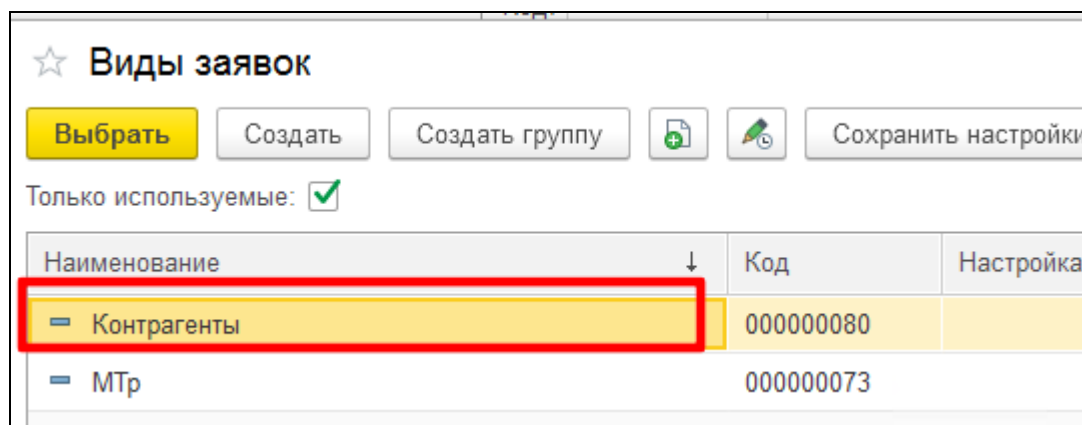 Виды заявок
Выбрать Создать Создать группу Сохранить настройки
Только используемые:
Наименование ↓ Код Настройка
Контрагенты 000000080
МТр 000000073